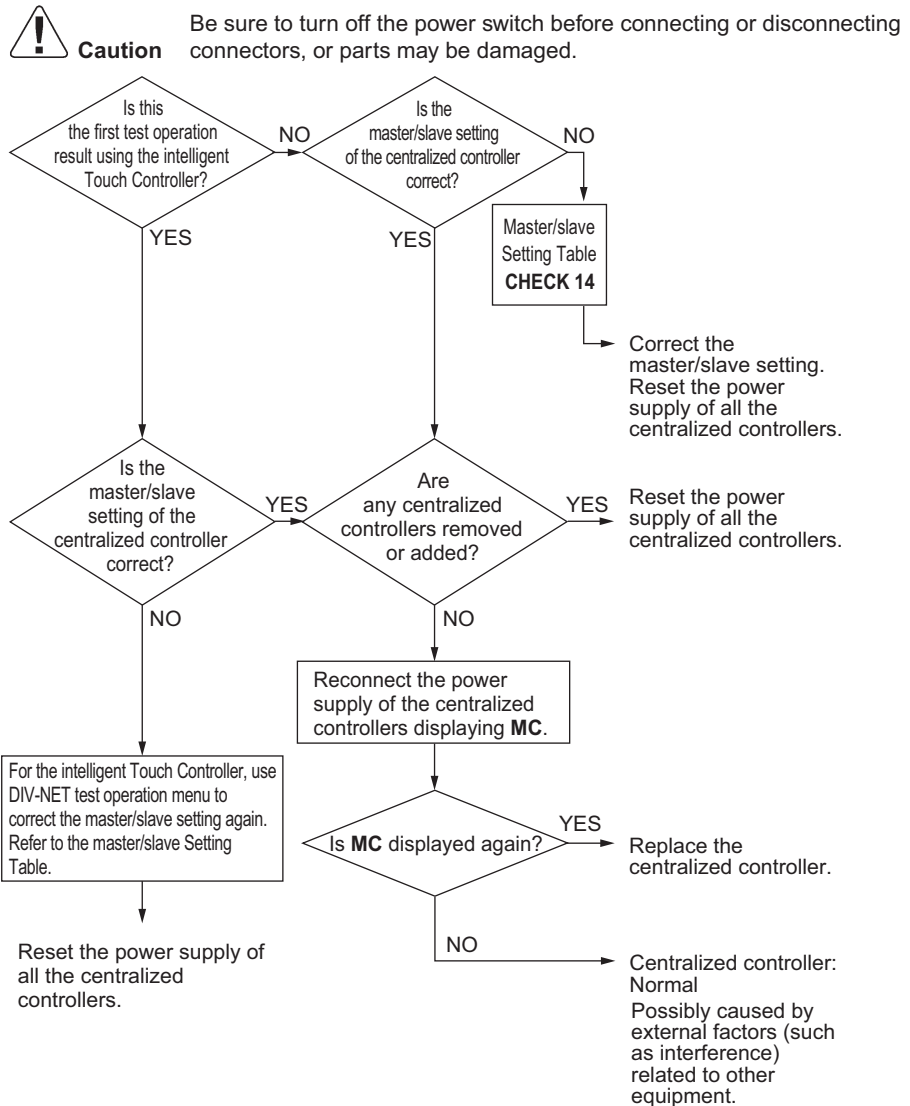 Be sure to turn off the power switch before connecting or disconnecting
Caution connectors, or parts may be damaged.
Is this
the first test operation
result using the intelligent
Touch Controller?
NO
Is the
master/slave setting
of the centralized controller
correct?
NO
YES
YES
Master/slave
Setting Table
CHECK 14
Correct the
master/slave setting.
Reset the power
supply of all the
centralized controllers.
Is the
master/slave
setting of the
centralized controller
correct?
YES
Are
any centralized
controllers removed
or added?
YES
Reset the power
supply of all the
centralized controllers.
NO
NO
Reconnect the power
supply of the centralized
controllers displaying MC.
For the intelligent Touch Controller, use
DIV-NET test operation menu to
correct the master/slave setting again.
Refer to the master/slave Setting
Table.
Is MC displayed again?
YES
Replace the
centralized controller.
Reset the power supply of
all the centralized
controllers.
NO
Centralized controller:
Normal
Possibly caused by
external factors (such
as interference)
related to other
equipment.